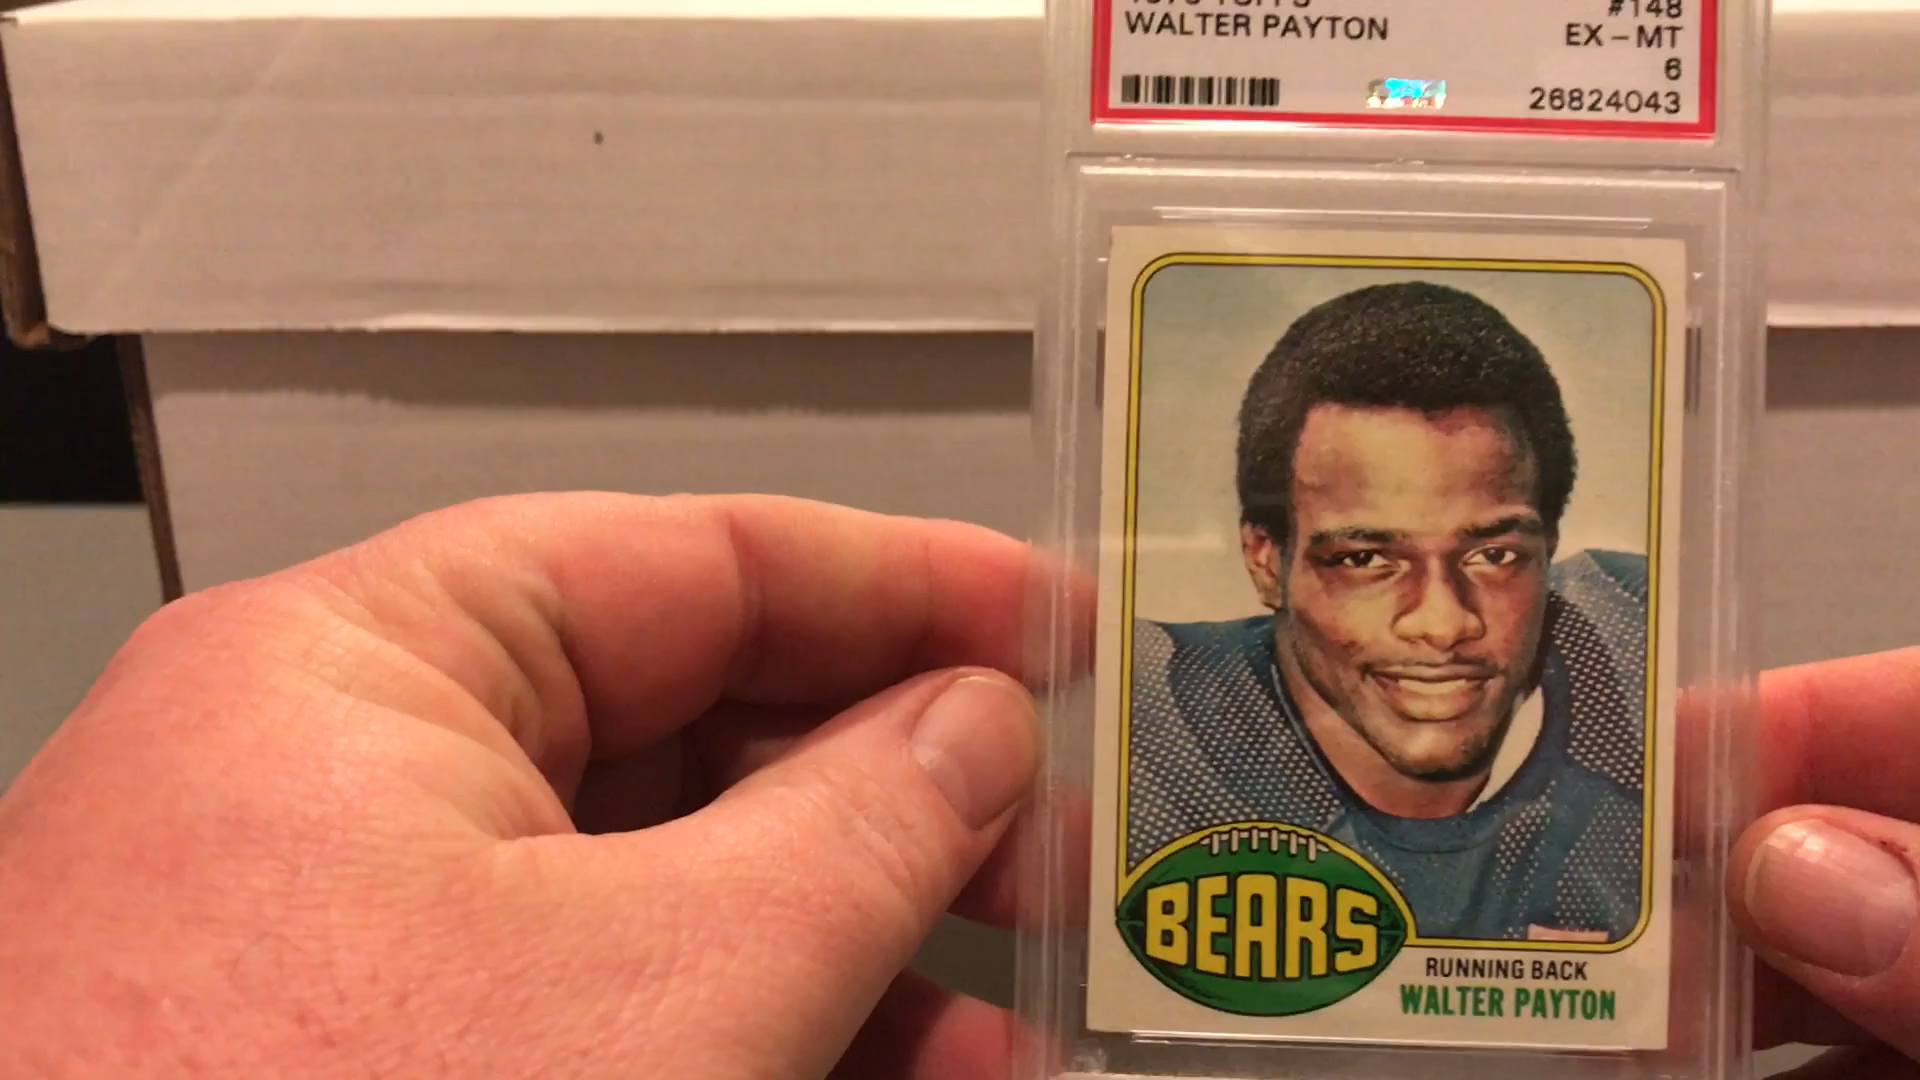 WALTER PAYTON
#148
EX-MT
6
26824043
BEARS
RUNNING BACK
WALTER PAYTON